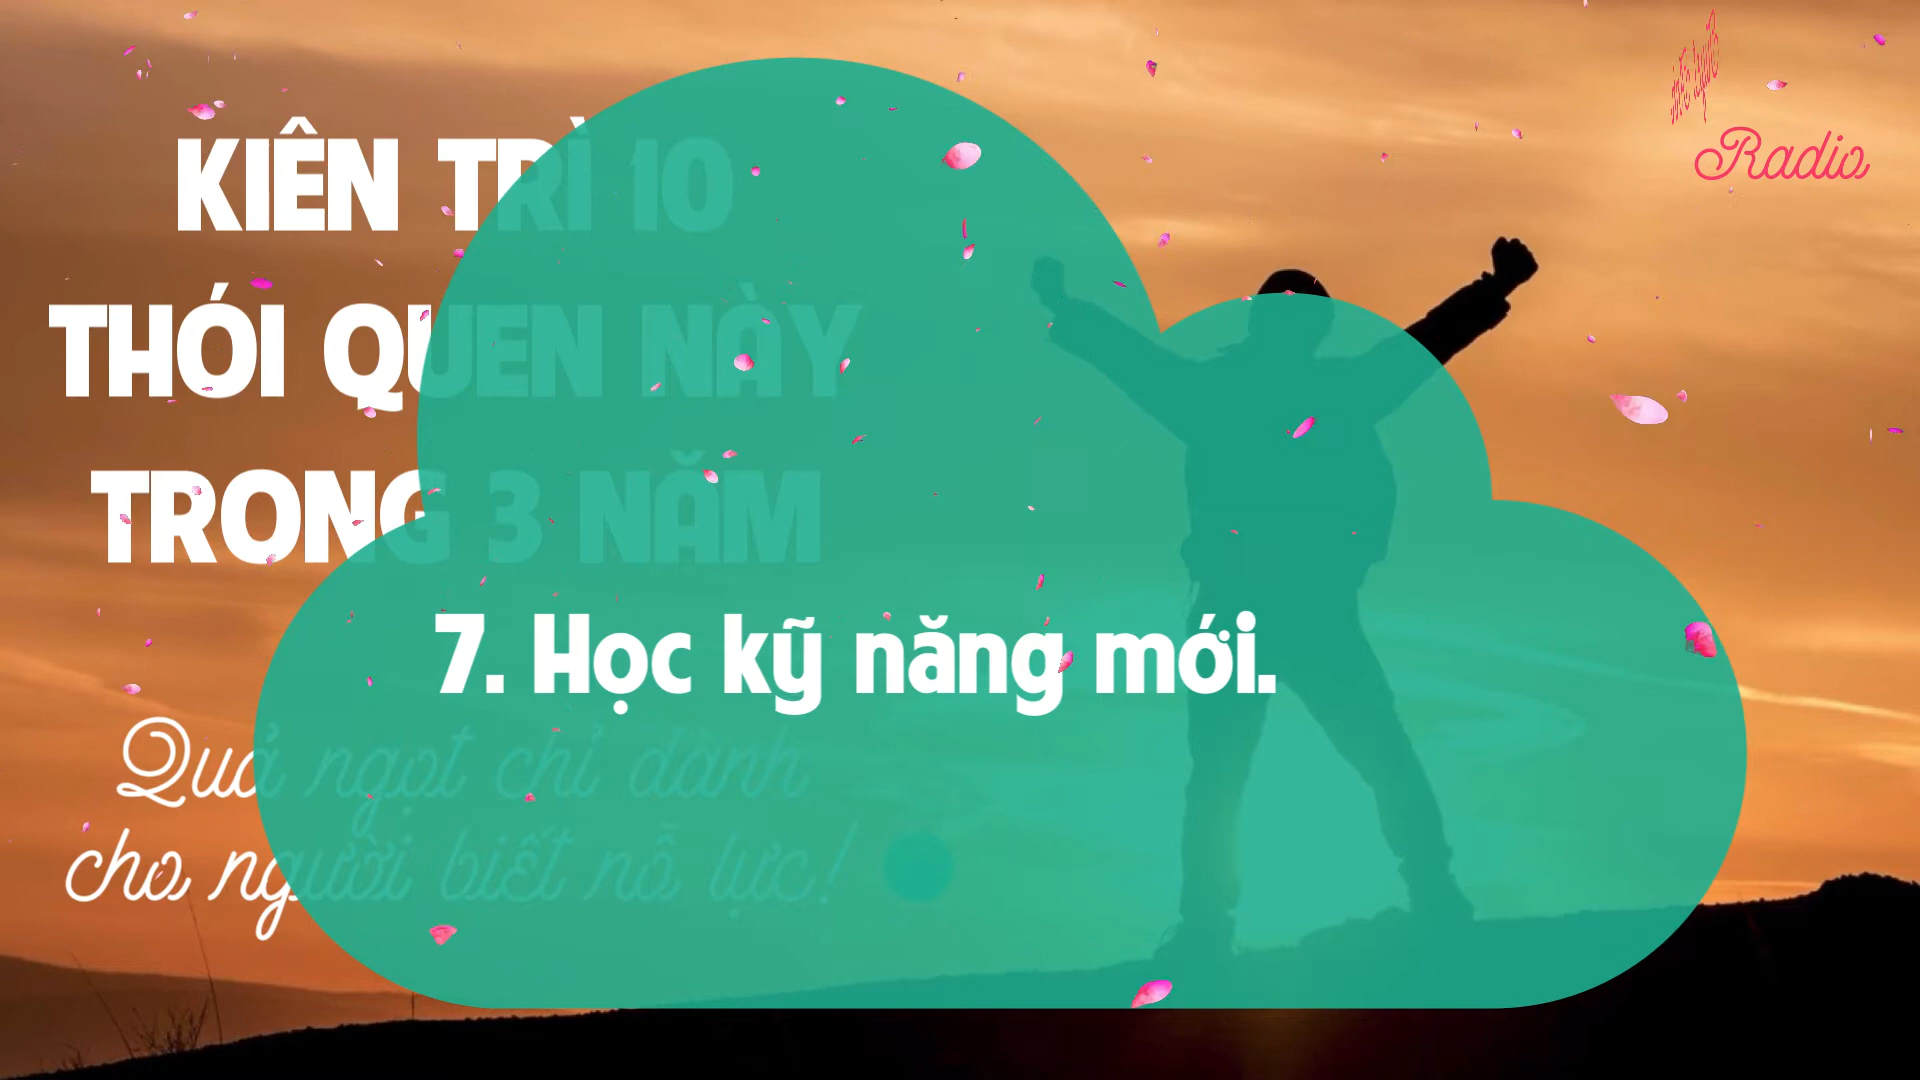 KIÊN TRÌ 10
THÓI QUEN NÀY
TRONG 3 NĂM
7. Học kỹ năng mới.
Quả ngọt chỉ dành
cho người biết nỗ lực!
Radio